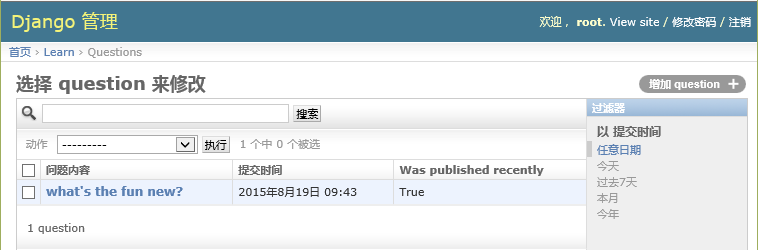 Django 管理
欢迎， root. View site / 修改密码 / 注销
首页 › Learn › Questions
选择 question 来修改
增加 question +
搜索
过滤器
以 提交时间
任意日期
今天
过去7天
本月
今年
动作 --------- 执行 1 个中 0 个被选
问题内容 提交时间 Was published recently
what's the fun new? 2015年8月19日 09:43 True
1 question